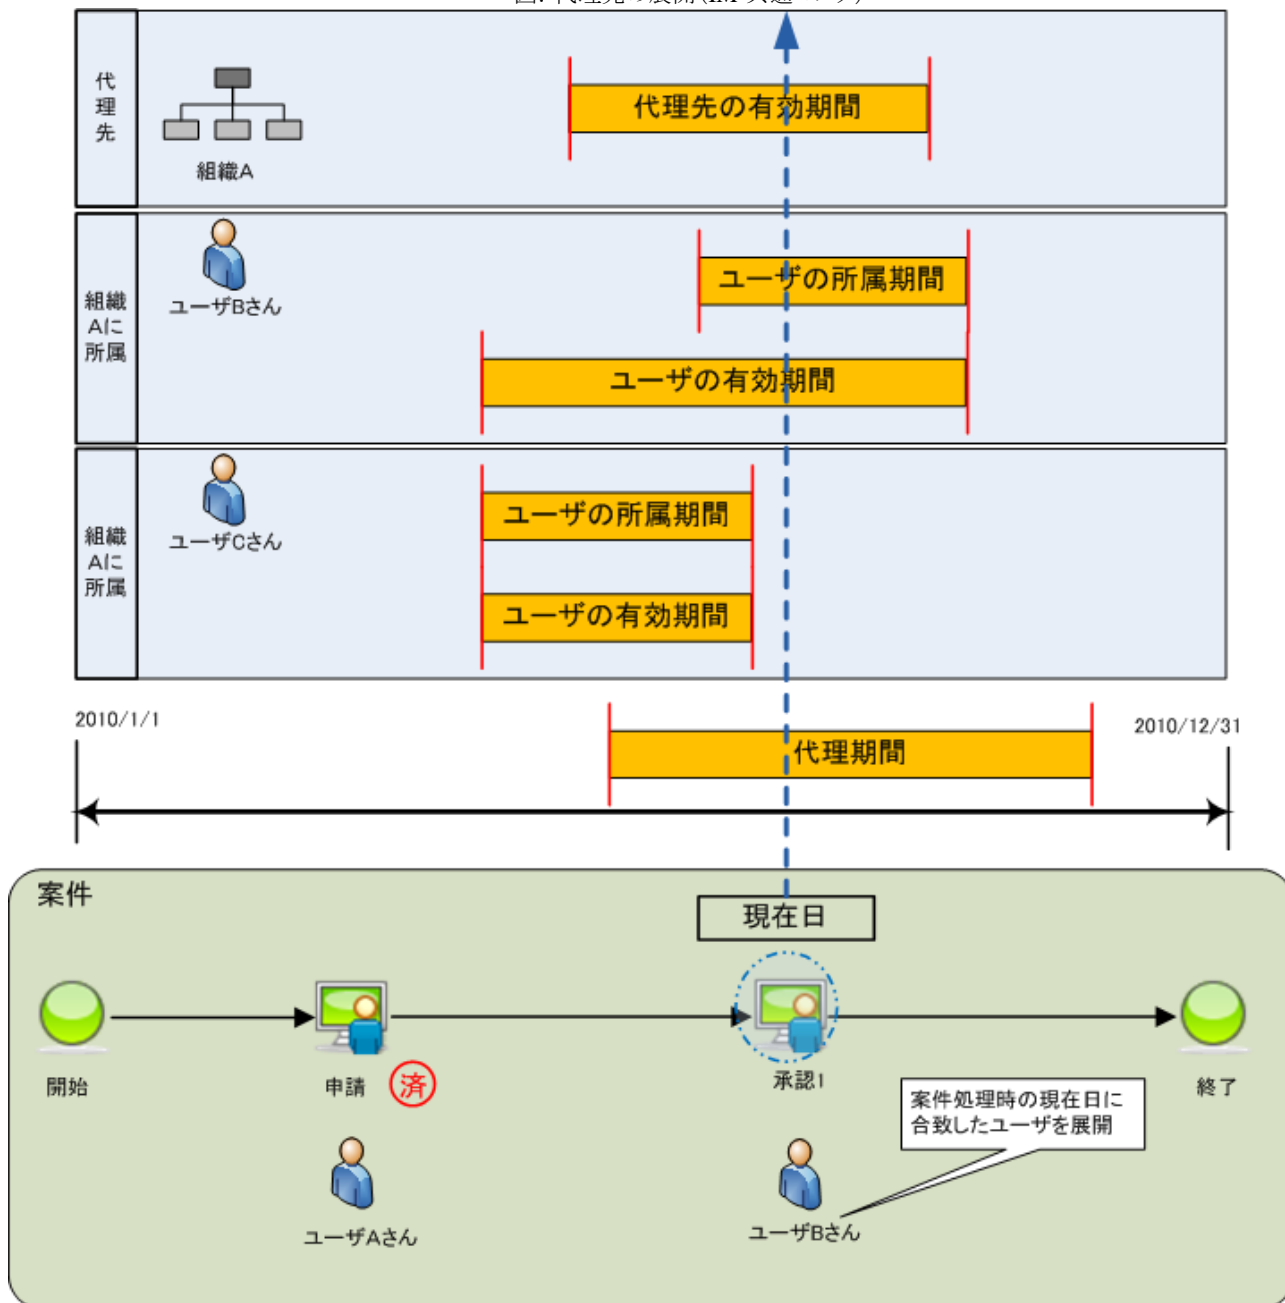 代
理
先
組織A
代理先の有効期間
組織
Aに
所属
ユーザBさん
ユーザの所属期間
ユーザの有効期間
組織
Aに
所属
ユーザCさん
ユーザの所属期間
ユーザの有効期間
2010/1/1
2010/12/31
代理期間
案件
現在日
開始
申請
済
承認1
終了
案件処理時の現在日に
合致したユーザを展開
ユーザAさん
ユーザBさん